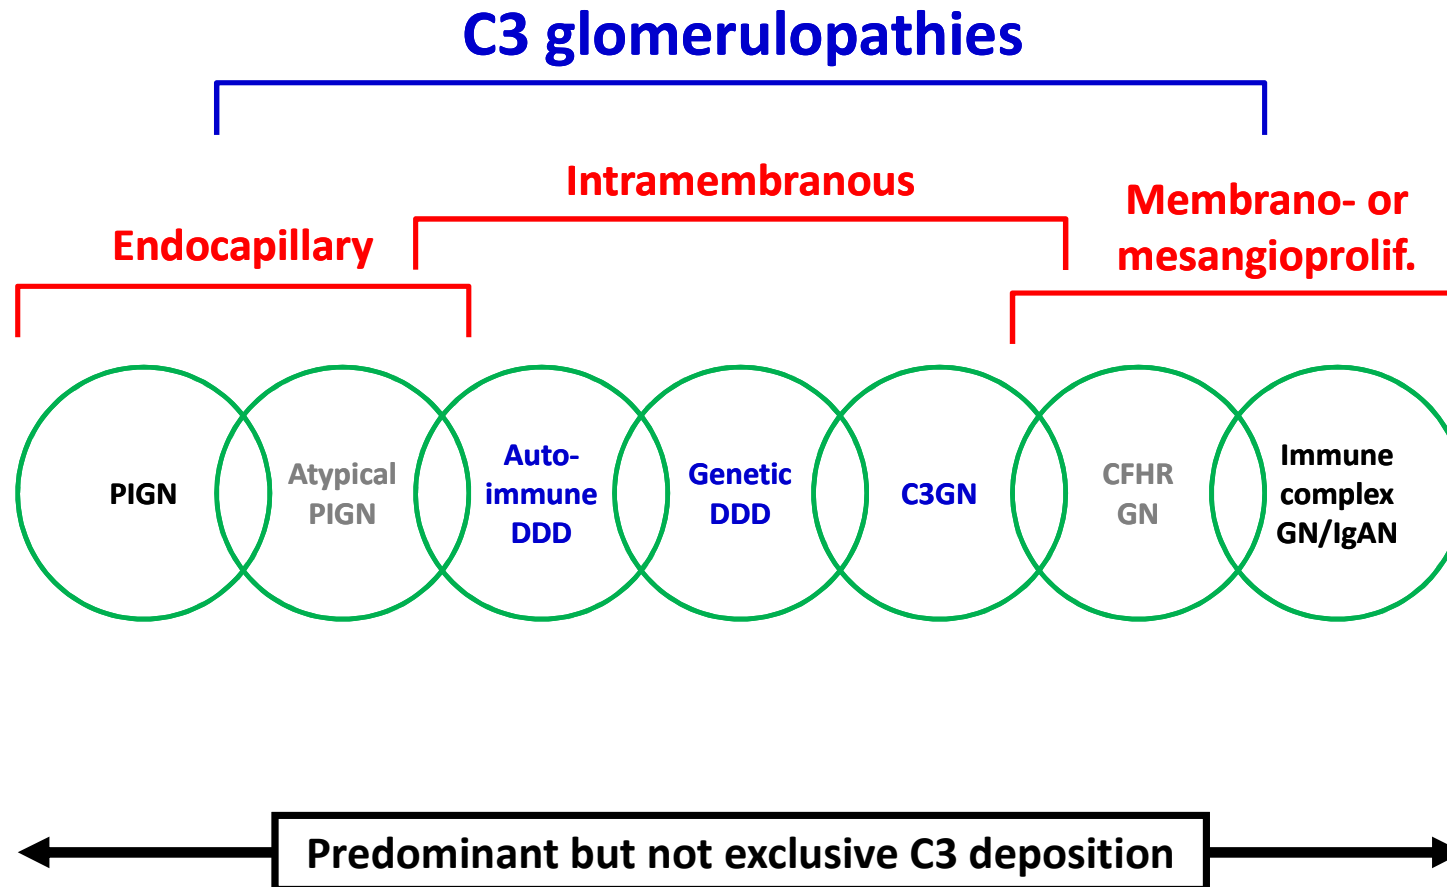 C3 glomerulopathies
Intramembranous
Membrano- or
mesangioprolif.
Endocapillary
PIGN
Atypical
PIGN
Auto-
immune
DDD
Genetic
DDD
C3GN
CFHR
GN
Immune
complex
GN/IgAN
Predominant but not exclusive C3 deposition